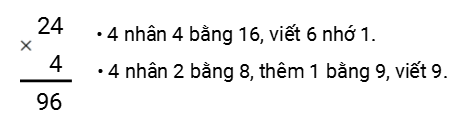 24
×
4
96
• 4 nhân 4 bằng 16, viết 6 nhớ 1.
• 4 nhân 2 bằng 8, thêm 1 bằng 9, viết 9.